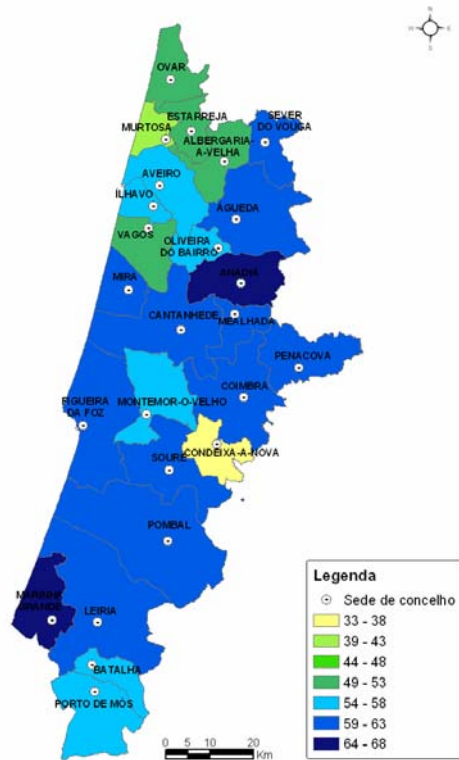 N
H E
S
OVAR
ESTARREJA
SEVER
DO VOUGA
MURTOSA
ALBERGARIA
-A-VELHA
AVEIRO
ÍLHAVO
ÁGUEDA
VAGOS
OLIVEIRA
DO BAIRRO
ANADIA
MIRA
CANTANHEDE
MEALHADA
PENACOVA
COIMBRA
FIGUEIRA
DA FOZ
MONTEMOR-O-VELHO
CONDEIXA-A-NOVA
SOURE
POMBAL
MARINHA
GRANDE
LEIRIA
BATALHA
PORTO DE MÓS
Legenda
Sede de concelho
33 - 38
39 - 43
44 - 48
49 - 53
54 - 58
59 - 63
64 - 68
0 10 20
Km